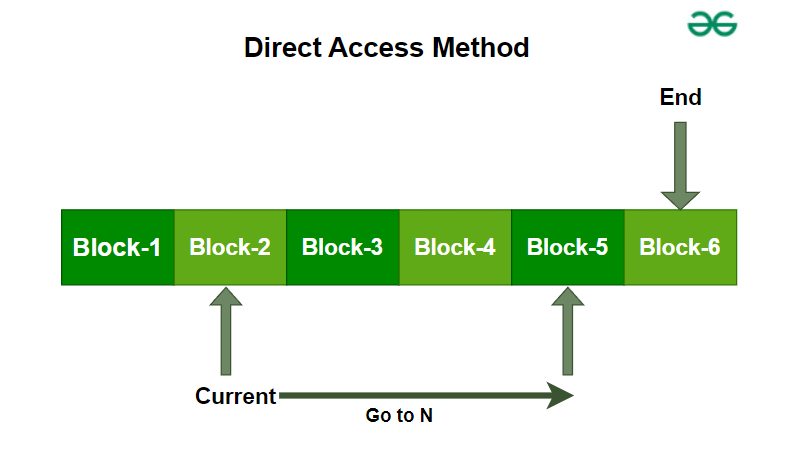 Direct Access Method
End
Block-1 Block-2 Block-3 Block-4 Block-5 Block-6
Current
Go to N